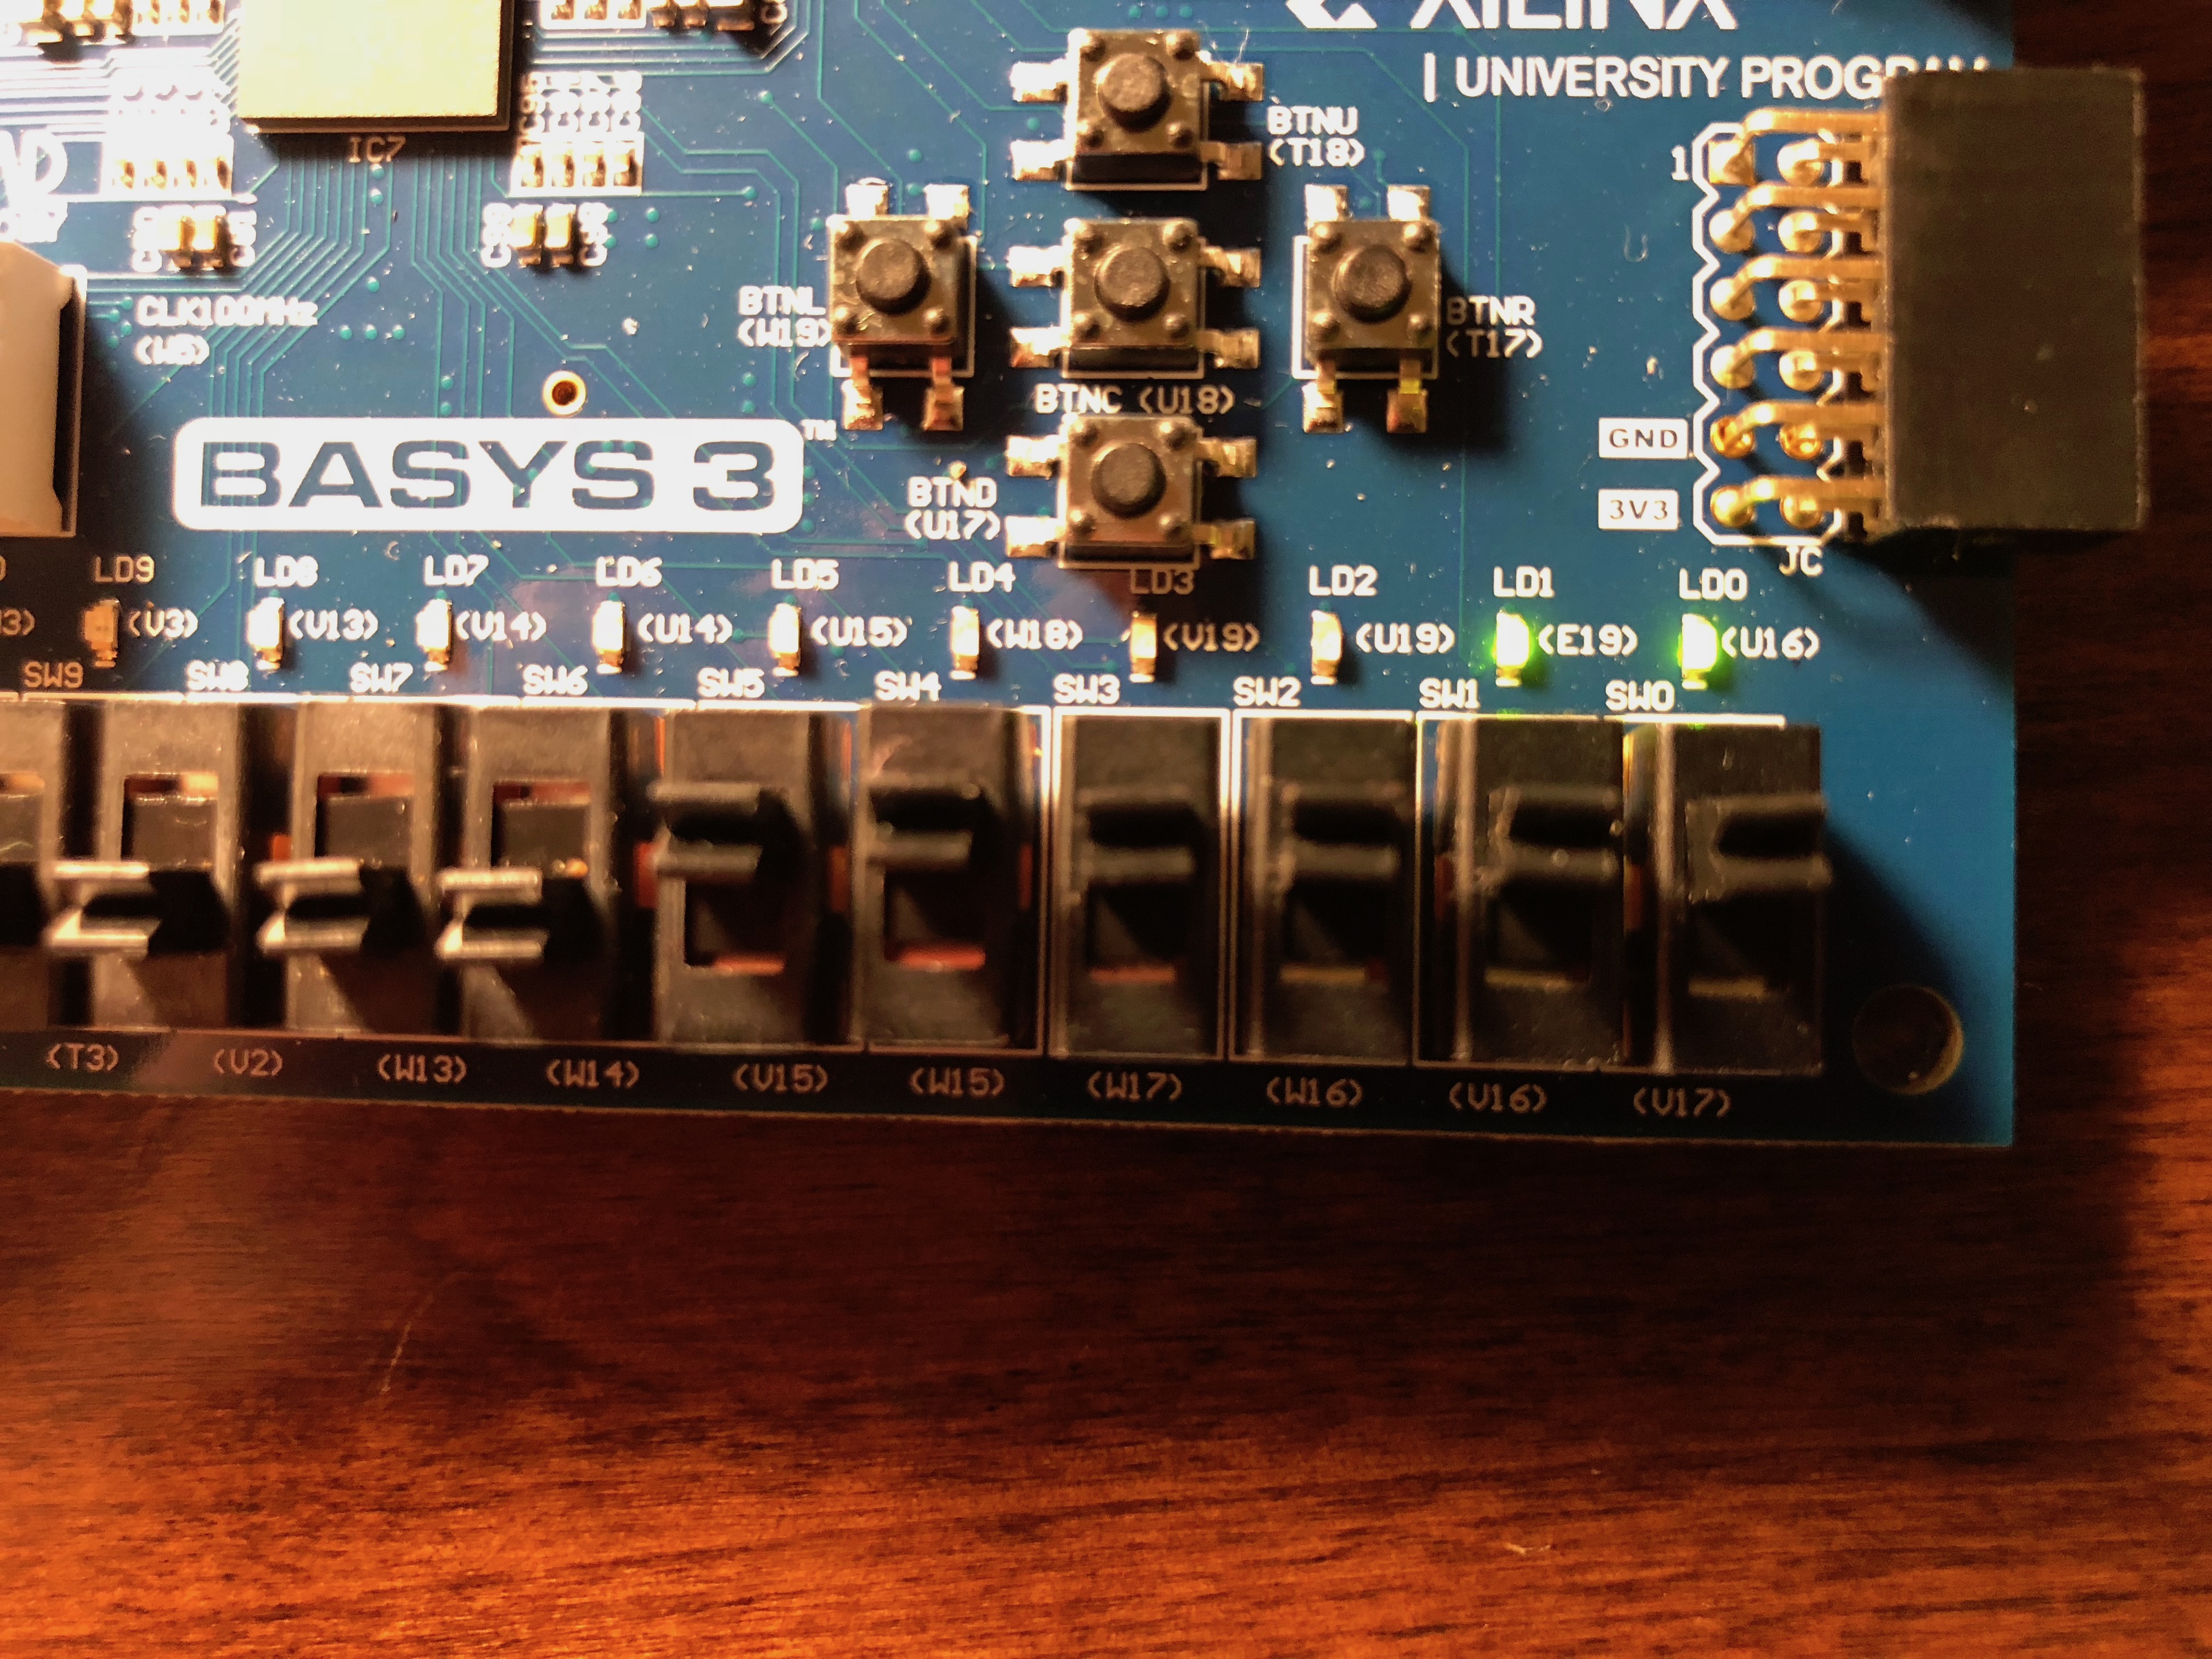 XILINX
| UNIVERSITY PROGRAM
IC7
BTNU
(T18)
1
CLK100MHz
(W5)
BTNL
(W19)
BTNR
(T17)
BTNC (U18)
BASYS 3
TM
BTND
(U17)
GND
3V3
JC
LD9 LD8 LD7 LD6 LD5 LD4 LD3 LD2 LD1 LD0
(V3) (V13) (V14) (U14) (U15) (W18) (V19) (U19) (E19) (U16)
SW9 SW8 SW7 SW6 SW5 SW4 SW3 SW2 SW1 SW0
(T3) (V2) (W13) (W14) (V15) (W15) (W17) (W16) (V16) (V17)